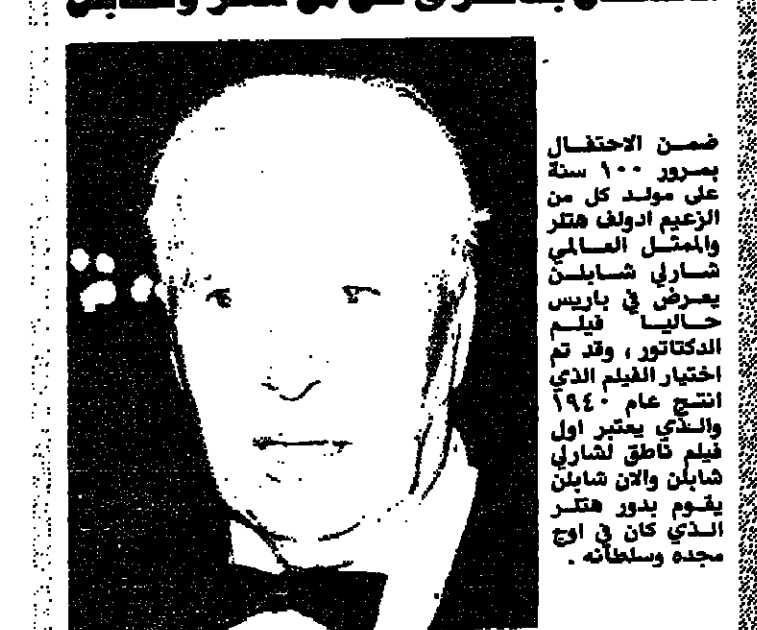 ضمن الاحتفال
بمرور ١٠٠ سنة
على مولد كل من
الزعيم ادولف هتلر
والممثل العالمي
شارلي شابلن
يعرض في باريس
حاليا فيلم
الدكتاتور ، وقد تم
اختيار الفيلم الذي
انتج عام ١٩٤٠
والذي يعتبر اول
فيلم ناطق لشارلي
شابلن والان شابلن
يقوم بدور هتلر
الذي كان في اوج
مجده وسلطانه .